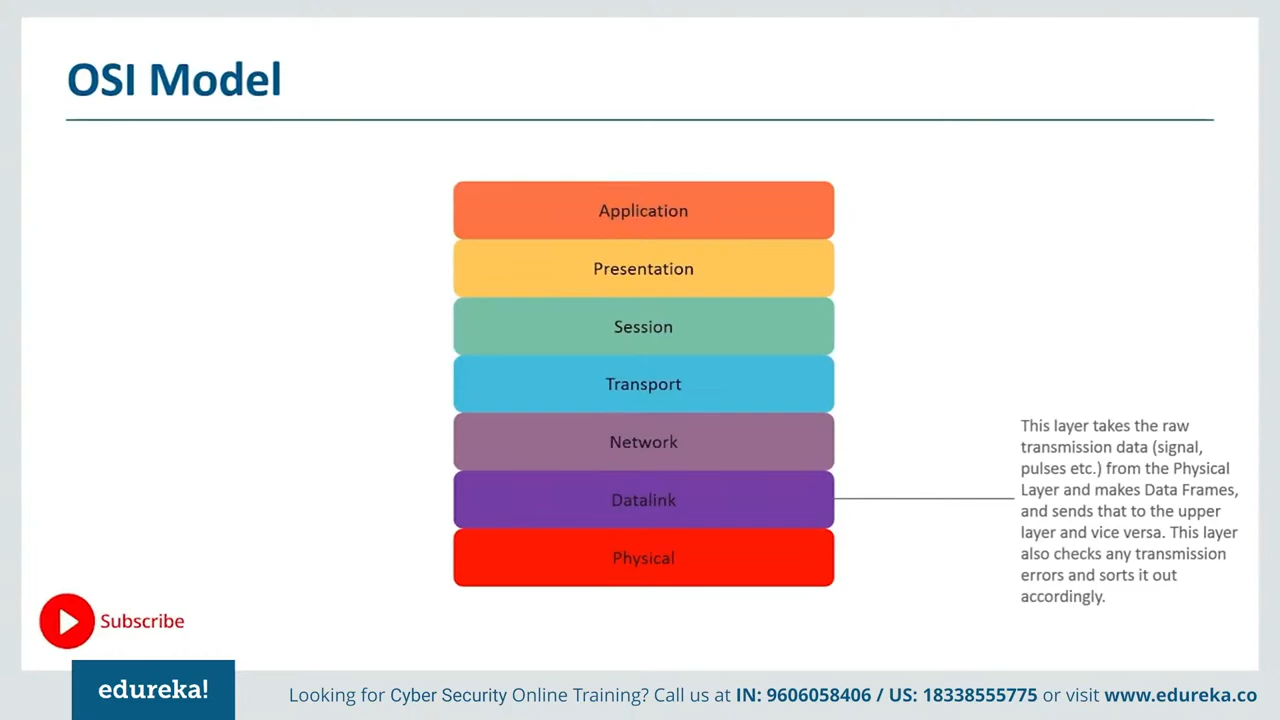 OSI Model
Application
Presentation
Session
Transport
Network
Datalink
Physical
This layer takes the raw
transmission data (signal,
pulses etc.) from the Physical
Layer and makes Data Frames,
and sends that to the upper
layer and vice versa. This layer
also checks any transmission
errors and sorts it out
accordingly.
Subscribe
edureka!
Looking for Cyber Security Online Training? Call us at IN: 9606058406 / US: 18338555775 or visit www.edureka.co